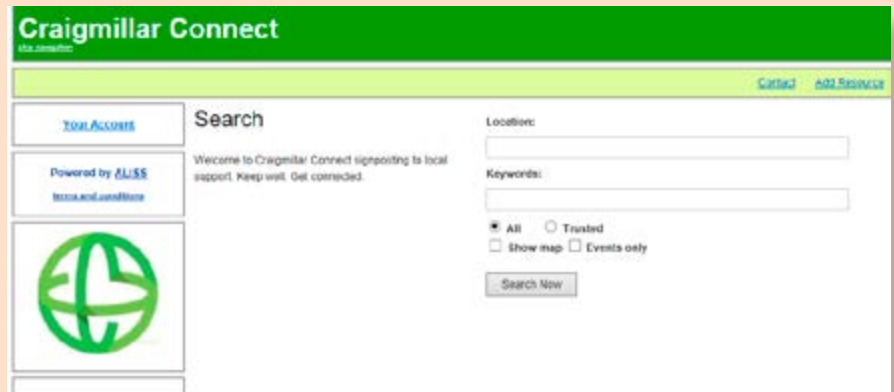 Craigmillar Connect
Contact Add Resource
Your Account
Powered by ALISS
terms and conditions
Search
Welcome to Craigmillar Connect signposting to local
support. Keep well. Get connected.
Location:
Keywords:
All Trusted
Show map Events only
Search Now